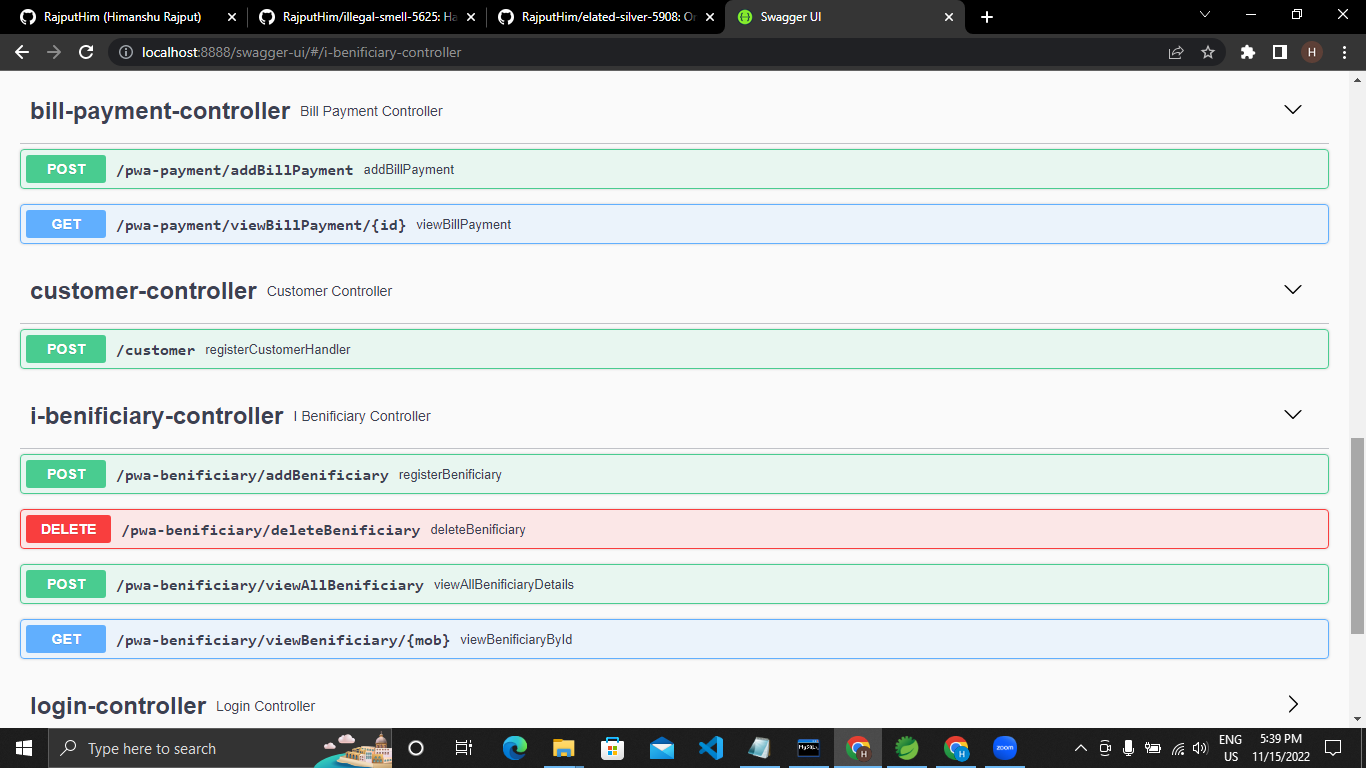 RajputHim (Himanshu Rajput)
RajputHim/illegal-smell-5625: Ha
RajputHim/elated-silver-5908: Or
Swagger UI
localhost:8888/swagger-ui/#/i-benificiary-controller
H
bill-payment-controller Bill Payment Controller
POST /pwa-payment/addBillPayment addBillPayment
GET /pwa-payment/viewBillPayment/{id} viewBillPayment
customer-controller Customer Controller
POST /customer registerCustomerHandler
i-benificiary-controller I Benificiary Controller
POST /pwa-benificiary/addBenificiary registerBenificiary
DELETE /pwa-benificiary/deleteBenificiary deleteBenificiary
POST /pwa-benificiary/viewAllBenificiary viewAllBenificiaryDetails
GET /pwa-benificiary/viewBenificiary/{mob} viewBenificiaryById
login-controller Login Controller
Type here to search
MySQL
H
H
zoom
ENG
US
5:39 PM
11/15/2022